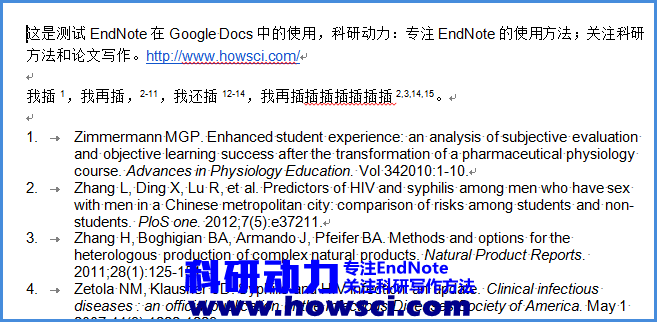 这是测试 EndNote 在 Google Docs 中的使用，科研动力：专注 EndNote 的使用方法；关注科研
方法和论文写作。http://www.howsci.com/
我插 1，我再插，2-11，我还插 12-14，我再插插插插插插插插 2,3,14,15。
1. Zimmermann MGP. Enhanced student experience: an analysis of subjective evaluation
and objective learning success after the transformation of a pharmaceutical physiology
course. Advances in Physiology Education. Vol 342010:1-10.
2. Zhang L, Ding X, Lu R, et al. Predictors of HIV and syphilis among men who have sex
with men in a Chinese metropolitan city: comparison of risks among students and non-
students. PloS one. 2012;7(5):e37211.
3. Zhang H, Boghigian BA, Armando J, Pfeifer BA. Methods and options for the
heterologous production of complex natural products. Natural Product Reports.
2011;28(1):125-1
4. Zetola NM, Klausner update. Clinical infectious
diseases : an Society of America. May 1
科研动力 专注EndNote
关注科研写作方法
www.howsci.com